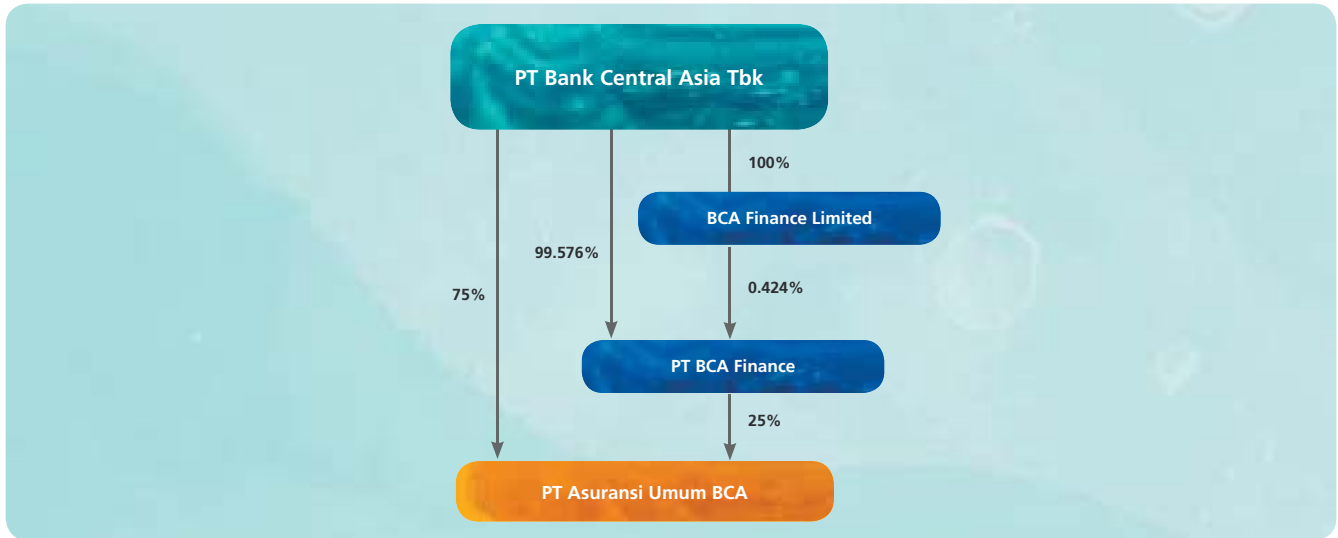 PT Bank Central Asia Tbk
100%
BCA Finance Limited
99.576%
75%
0.424%
PT BCA Finance
25%
PT Asuransi Umum BCA